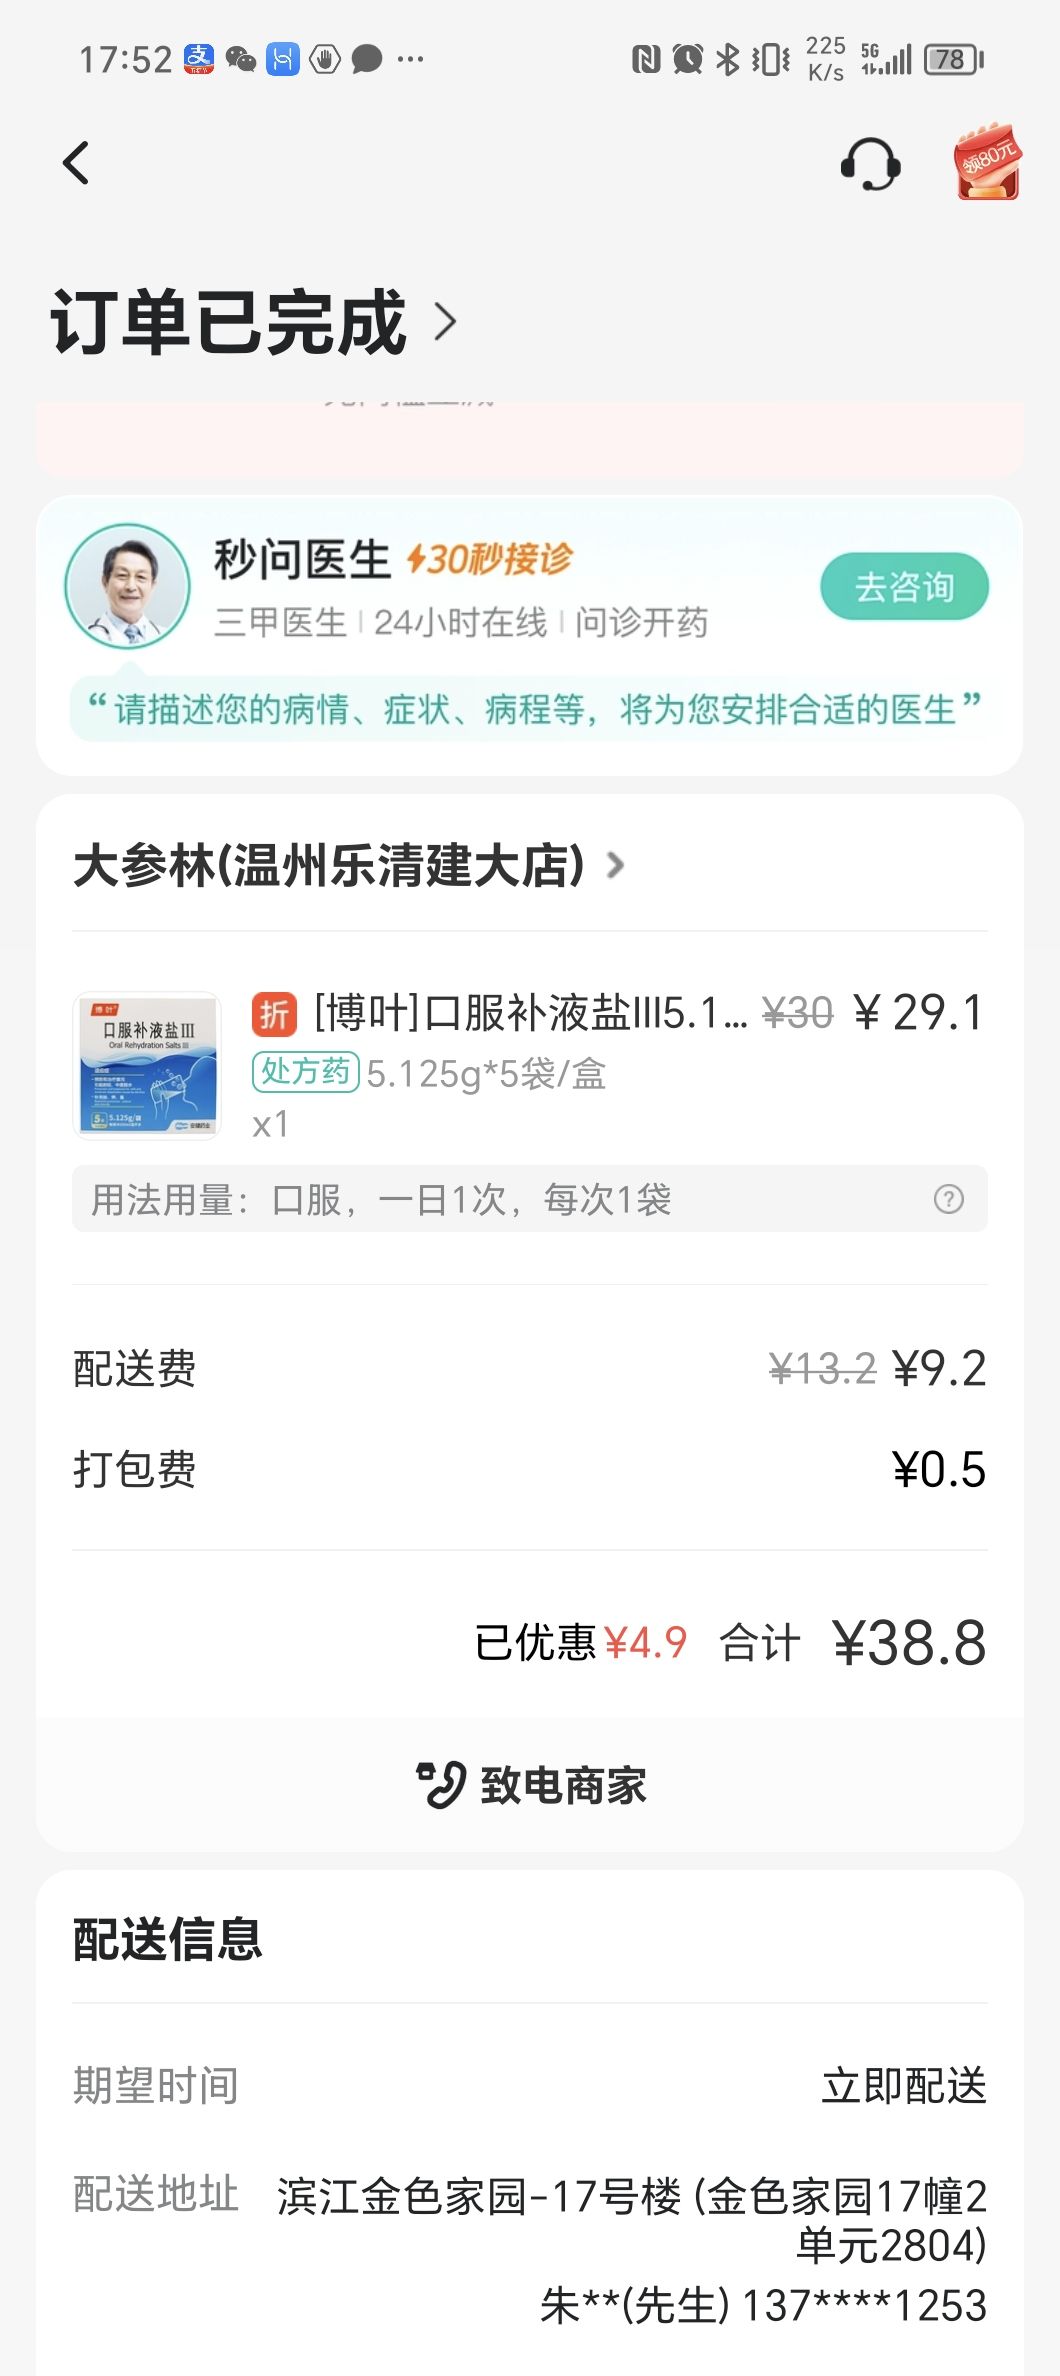 17:52
225 K/s
5G
78
领80元
订单已完成
秒问医生 30秒接诊
三甲医生 | 24小时在线 | 问诊开药
去咨询
“请描述您的病情、症状、病程等，将为您安排合适的医生”
大参林(温州乐清建大店)
博叶
口服补液盐III
Oral Rehydration Salts III
5.125g/袋
折 [博叶]口服补液盐III5.1... ¥30 ¥29.1
处方药 5.125g*5袋/盒
x1
用法用量：口服，一日1次，每次1袋
配送费 ¥13.2 ¥9.2
打包费 ¥0.5
已优惠¥4.9 合计 ¥38.8
致电商家
配送信息
期望时间 立即配送
配送地址 滨江金色家园-17号楼 (金色家园17幢2
单元2804)
朱**(先生) 137****1253